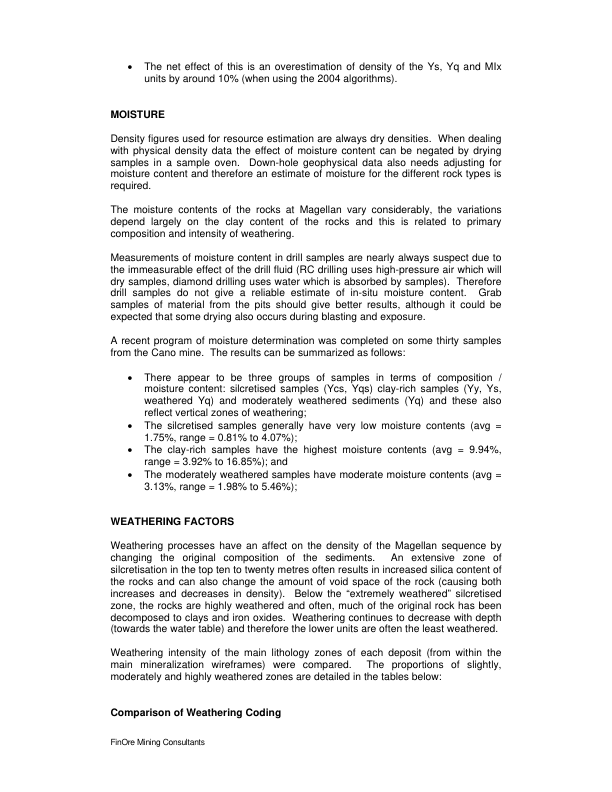 • The net effect of this is an overestimation of density of the Ys, Yq and MIx
units by around 10% (when using the 2004 algorithms).
MOISTURE
Density figures used for resource estimation are always dry densities. When dealing
with physical density data the effect of moisture content can be negated by drying
samples in a sample oven. Down-hole geophysical data also needs adjusting for
moisture content and therefore an estimate of moisture for the different rock types is
required.
The moisture contents of the rocks at Magellan vary considerably, the variations
depend largely on the clay content of the rocks and this is related to primary
composition and intensity of weathering.
Measurements of moisture content in drill samples are nearly always suspect due to
the immeasurable effect of the drill fluid (RC drilling uses high-pressure air which will
dry samples, diamond drilling uses water which is absorbed by samples). Therefore
drill samples do not give a reliable estimate of in-situ moisture content. Grab
samples of material from the pits should give better results, although it could be
expected that some drying also occurs during blasting and exposure.
A recent program of moisture determination was completed on some thirty samples
from the Cano mine. The results can be summarized as follows:
• There appear to be three groups of samples in terms of composition /
moisture content: silcretised samples (Ycs, Yqs) clay-rich samples (Yy, Ys,
weathered Yq) and moderately weathered sediments (Yq) and these also
reflect vertical zones of weathering;
• The silcretised samples generally have very low moisture contents (avg =
1.75%, range = 0.81% to 4.07%);
• The clay-rich samples have the highest moisture contents (avg = 9.94%,
range = 3.92% to 16.85%); and
• The moderately weathered samples have moderate moisture contents (avg =
3.13%, range = 1.98% to 5.46%);
WEATHERING FACTORS
Weathering processes have an affect on the density of the Magellan sequence by
changing the original composition of the sediments. An extensive zone of
silcretisation in the top ten to twenty metres often results in increased silica content of
the rocks and can also change the amount of void space of the rock (causing both
increases and decreases in density). Below the “extremely weathered” silcretised
zone, the rocks are highly weathered and often, much of the original rock has been
decomposed to clays and iron oxides. Weathering continues to decrease with depth
(towards the water table) and therefore the lower units are often the least weathered.
Weathering intensity of the main lithology zones of each deposit (from within the
main mineralization wireframes) were compared. The proportions of slightly,
moderately and highly weathered zones are detailed in the tables below:
Comparison of Weathering Coding
FinOre Mining Consultants